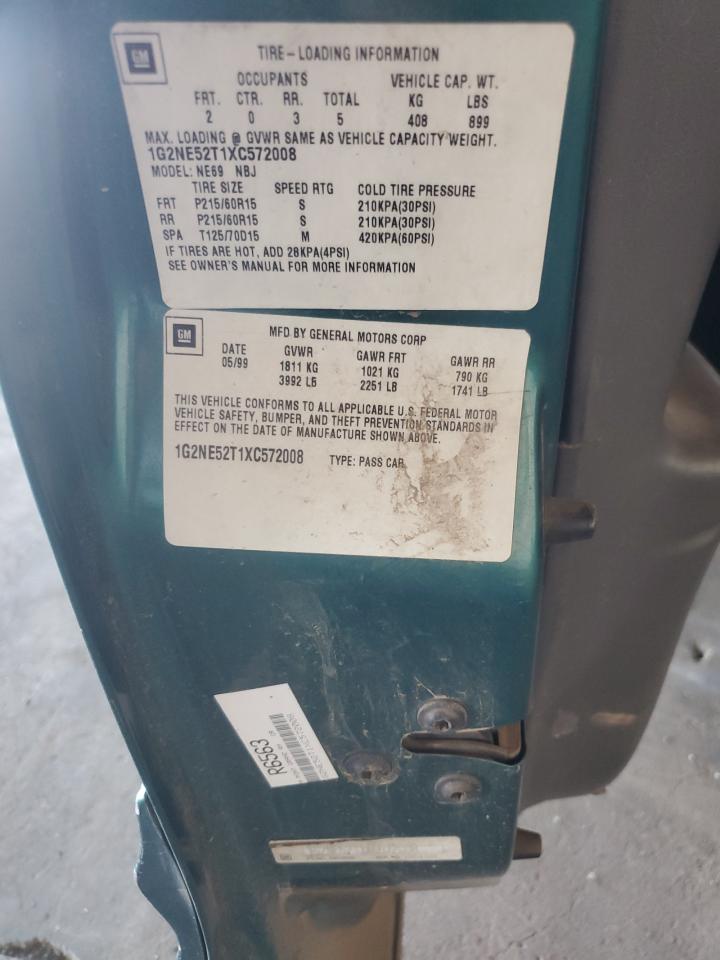 GM
TIRE-LOADING INFORMATION
OCCUPANTS VEHICLE CAP. WT.
FRT. CTR. RR. TOTAL KG LBS
2 0 3 5 408 899
MAX. LOADING @ GVWR SAME AS VEHICLE CAPACITY WEIGHT.
1G2NE52T1XC572008
MODEL: NE69 NBJ
TIRE SIZE SPEED RTG COLD TIRE PRESSURE
FRT P215/60R15 S 210KPA(30PSI)
RR P215/60R15 S 210KPA(30PSI)
SPA T125/70D15 M 420KPA(60PSI)
IF TIRES ARE HOT, ADD 28KPA(4PSI)
SEE OWNER'S MANUAL FOR MORE INFORMATION
GM
MFD BY GENERAL MOTORS CORP
DATE GVWR GAWR FRT GAWR RR
05/99 1811 KG 1021 KG 790 KG
3992 LB 2251 LB 1741 LB
THIS VEHICLE CONFORMS TO ALL APPLICABLE U.S. FEDERAL MOTOR
VEHICLE SAFETY, BUMPER, AND THEFT PREVENTION STANDARDS IN
EFFECT ON THE DATE OF MANUFACTURE SHOWN ABOVE.
1G2NE52T1XC572008 TYPE: PASS CAR
R6563
GM